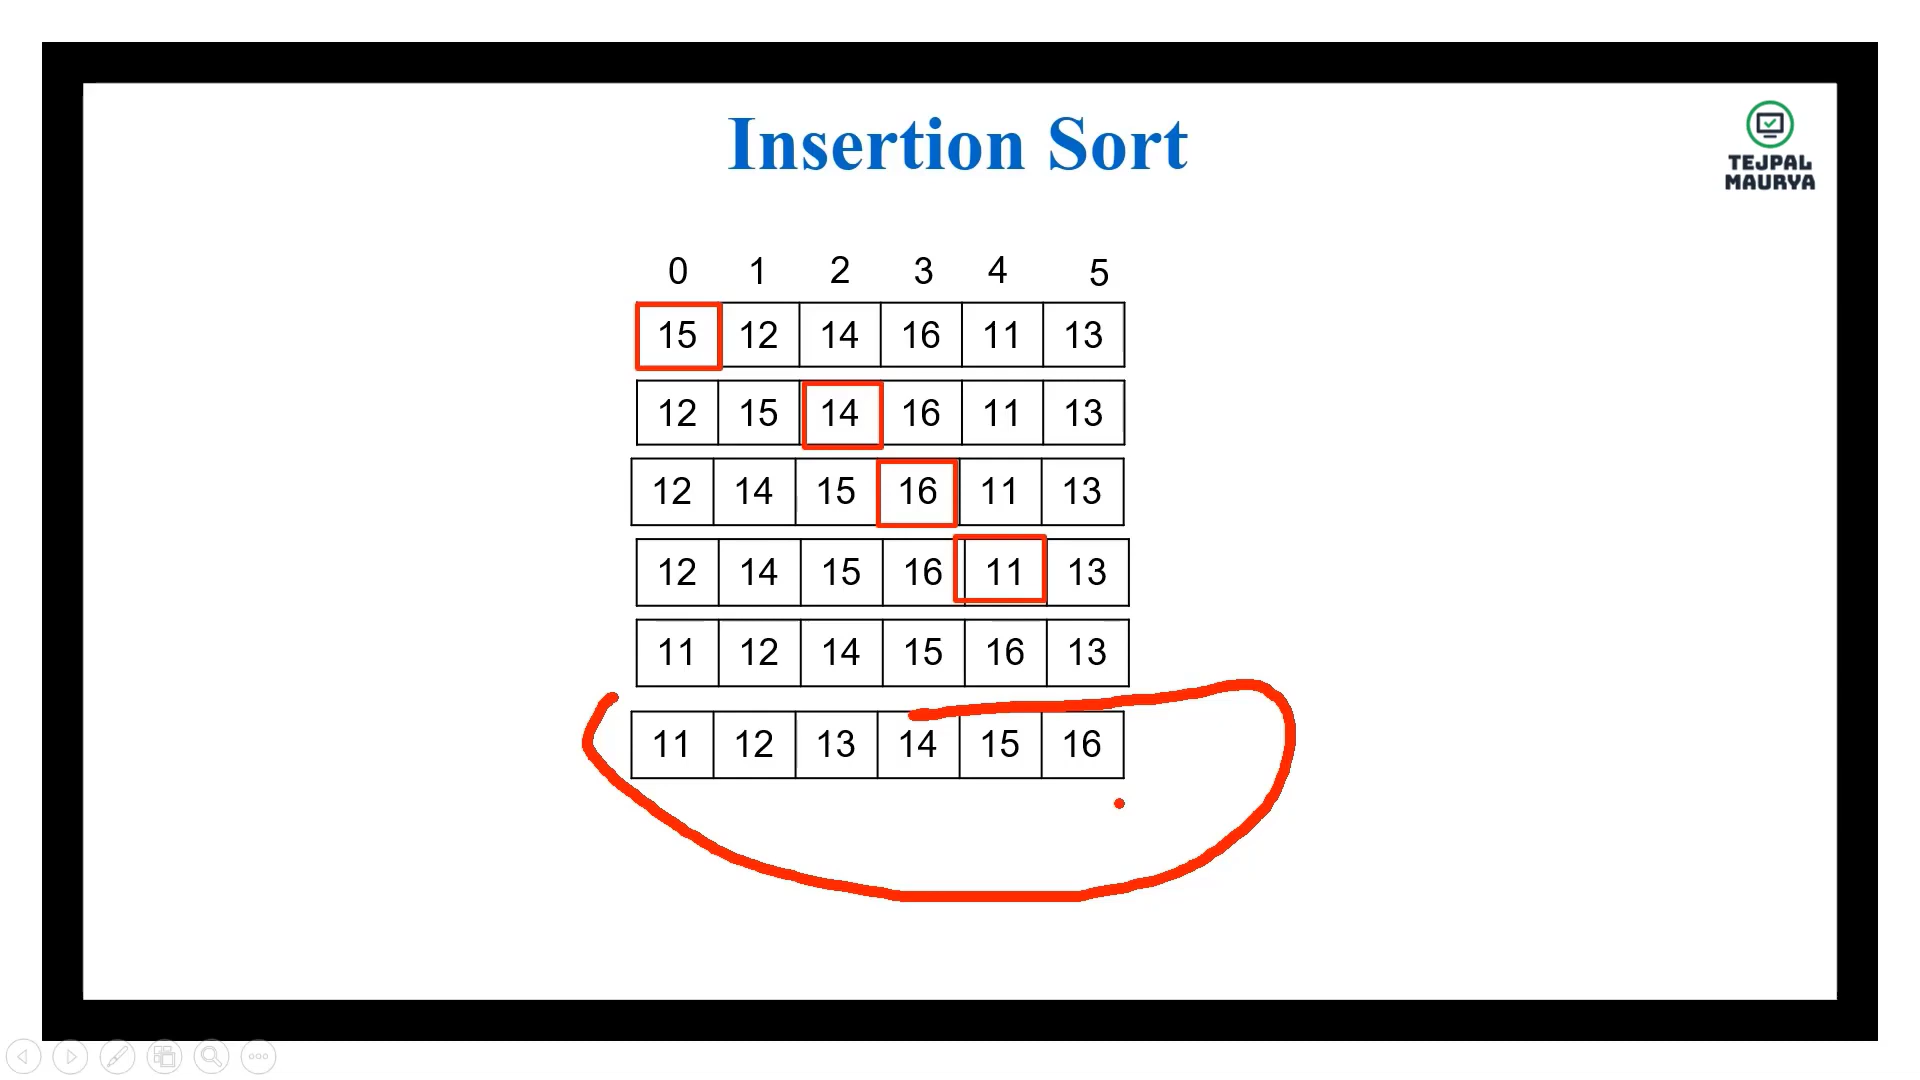 Insertion Sort
TEJPAL
MAURYA
0 1 2 3 4 5
15 12 14 16 11 13
12 15 14 16 11 13
12 14 15 16 11 13
12 14 15 16 11 13
11 12 14 15 16 13
11 12 13 14 15 16